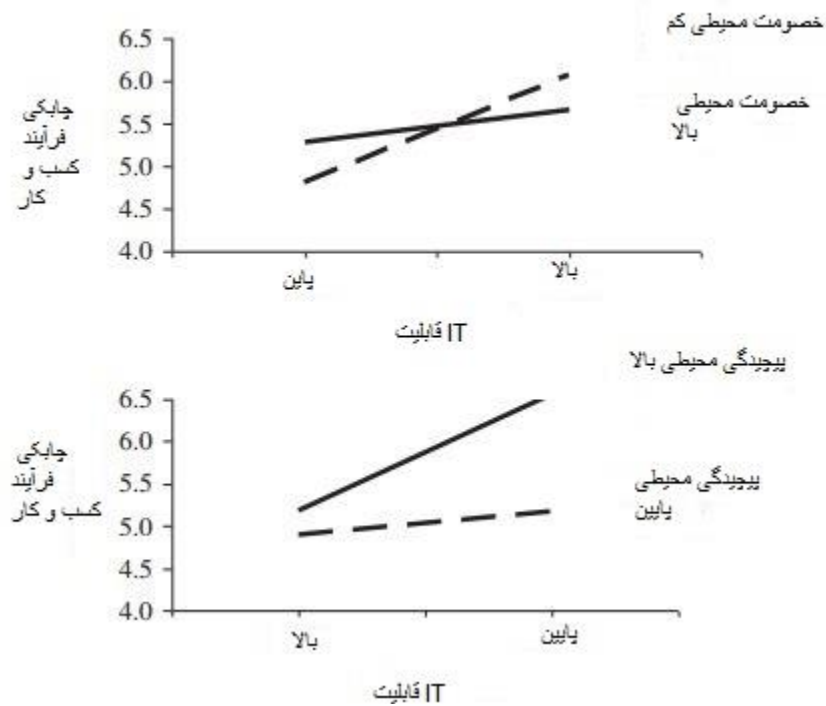 خصومت محیطی کم
6.5
6.0
5.5
5.0
4.5
4.0
چابکی
فرآیند
کسب و
کار
خصومت محیطی
بالا
پاین
بالا
قابلیت IT
پیچیدگی محیطی بالا
6.5
6.0
5.5
5.0
4.5
4.0
چابکی
فرآیند
کسب و کار
پیچیدگی محیطی
پایین
بالا
پایین
قابلیت IT